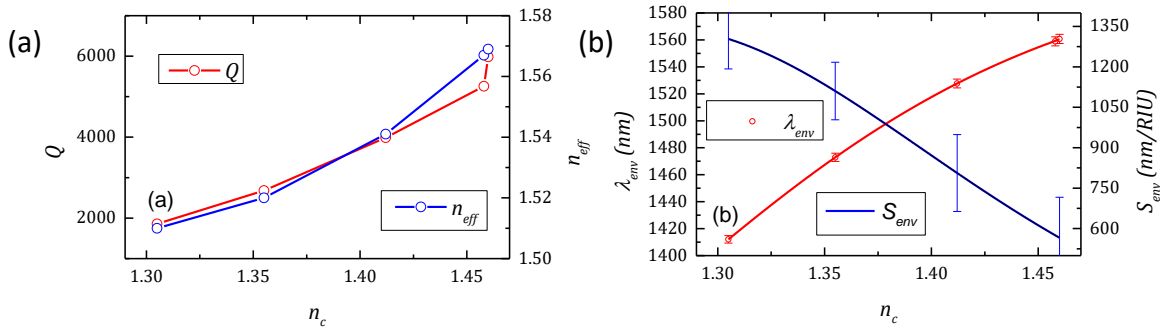 (a)
6000
4000
2000
Q
Q
n_eff
(a)
1.58
1.56
1.54
1.52
1.50
n_eff
1.30
1.35
1.40
1.45
n_c
(b)
1580
1560
1540
1520
1500
1480
1460
1440
1420
1400
λ_env (nm)
λ_env
S_env
(b)
1350
1200
1050
900
750
600
S_env (nm/RIU)
1.30
1.35
1.40
1.45
n_c